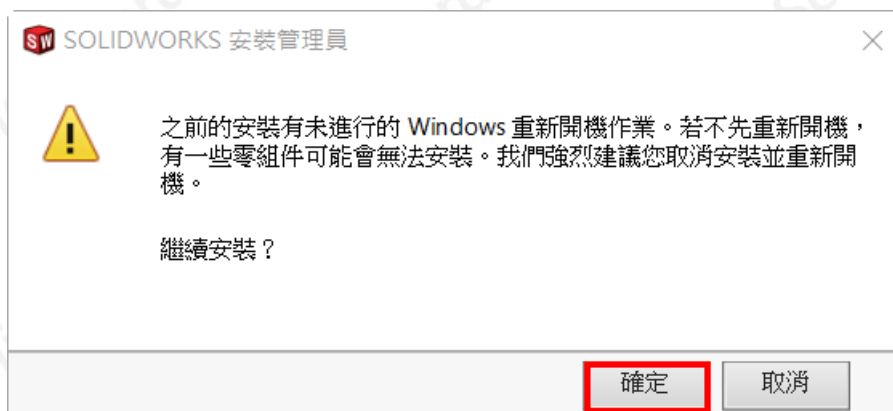 SW SOLIDWORKS 安裝管理員
之前的安裝有未進行的 Windows 重新開機作業。若不先重新開機，
有一些零組件可能會無法安裝。我們強烈建議您取消安裝並重新開
機。
繼續安裝？
確定 取消